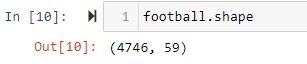 In [10]: 1 football.shape
Out[10]: (4746, 59)